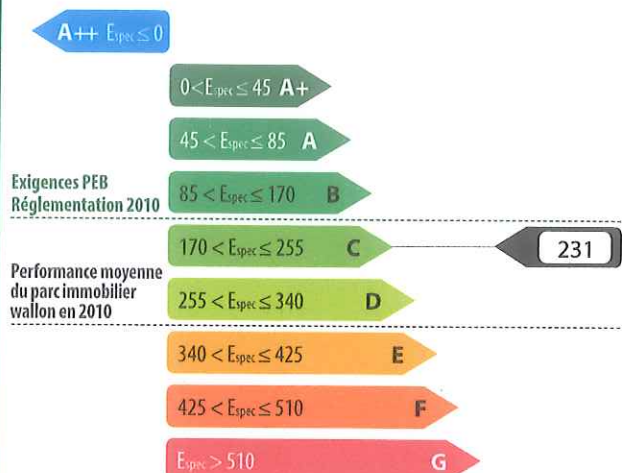 A++ Espec ≤ 0
0 < Espec ≤ 45 A+
45 < Espec ≤ 85 A
Exigences PEB
Réglementation 2010
85 < Espec ≤ 170 B
170 < Espec ≤ 255 C
231
Performance moyenne
du parc immobilier
wallon en 2010
255 < Espec ≤ 340 D
340 < Espec ≤ 425 E
425 < Espec ≤ 510 F
Espec > 510 G